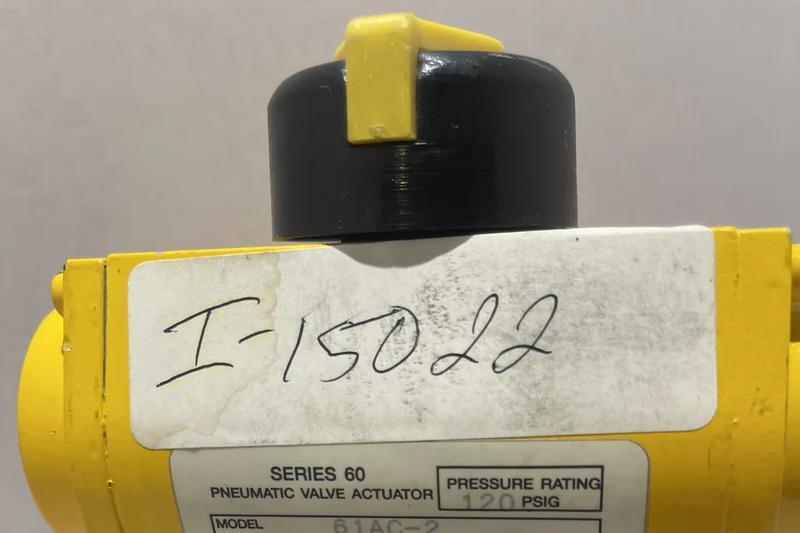 I-15022
SERIES 60
PNEUMATIC VALVE ACTUATOR
PRESSURE RATING
120 PSIG
MODEL 61AC-2